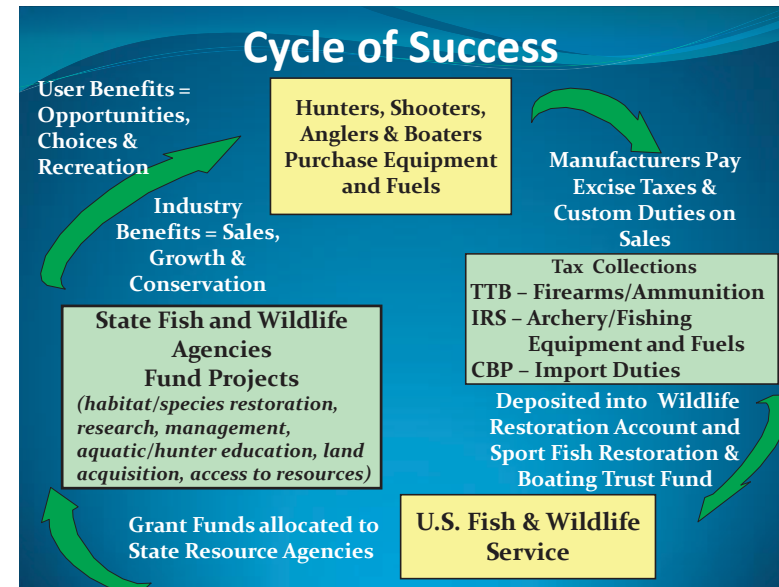 Cycle of Success
User Benefits =
Opportunities,
Choices &
Recreation
Hunters, Shooters,
Anglers & Boaters
Purchase Equipment
and Fuels
Manufacturers Pay
Excise Taxes &
Custom Duties on
Sales
Industry
Benefits = Sales,
Growth &
Conservation
Tax Collections
TTB – Firearms/Ammunition
IRS – Archery/Fishing
Equipment and Fuels
CBP – Import Duties
State Fish and Wildlife
Agencies
Fund Projects
(habitat/species restoration,
research, management,
aquatic/hunter education, land
acquisition, access to resources)
Deposited into Wildlife
Restoration Account and
Sport Fish Restoration &
Boating Trust Fund
Grant Funds allocated to
State Resource Agencies
U.S. Fish & Wildlife
Service